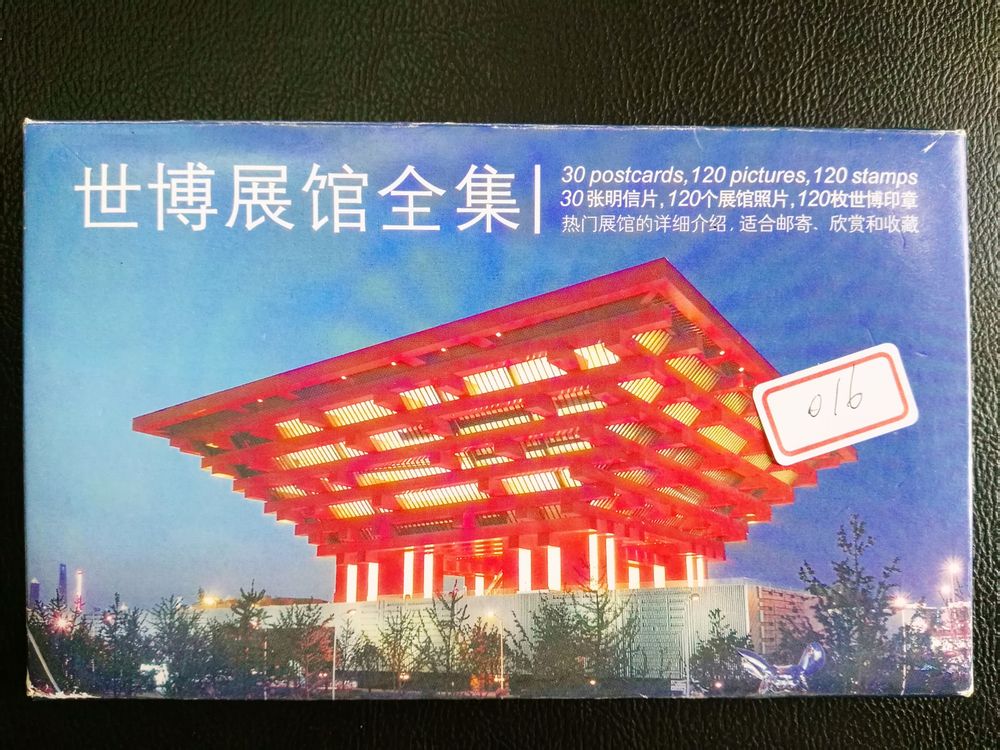 世博展馆全集
30 postcards,120 pictures,120 stamps
30张明信片,120个展馆照片,120枚世博印章
热门展馆的详细介绍,适合邮寄、欣赏和收藏
016